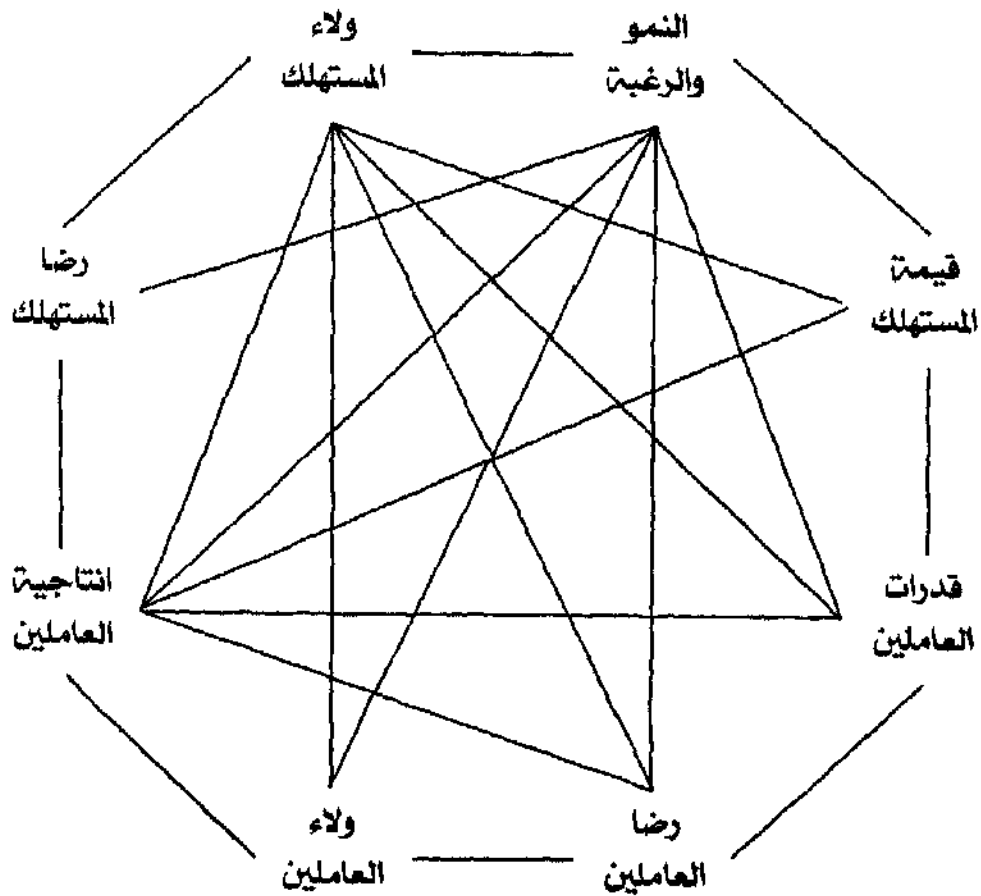 النمو
والرغبة
ولاء
المستهلك
قيمة
المستهلك
رضا
المستهلك
قدرات
العاملين
انتاجية
العاملين
رضا
العاملين
ولاء
العاملين